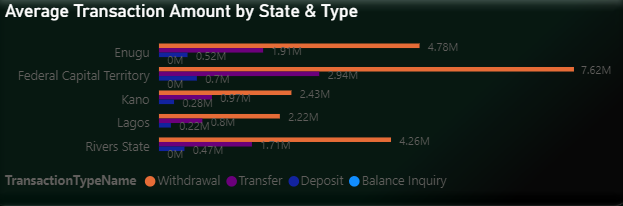 Average Transaction Amount by State & Type
Enugu 4.78M
1.91M
0.52M
0M
Federal Capital Territory 7.62M
2.94M
0.7M
0M
Kano 2.43M
0.97M
0.28M
Lagos 2.22M
0.8M
0.22M
Rivers State 4.26M
1.71M
0.47M
0M
TransactionTypeName Withdrawal Transfer Deposit Balance Inquiry